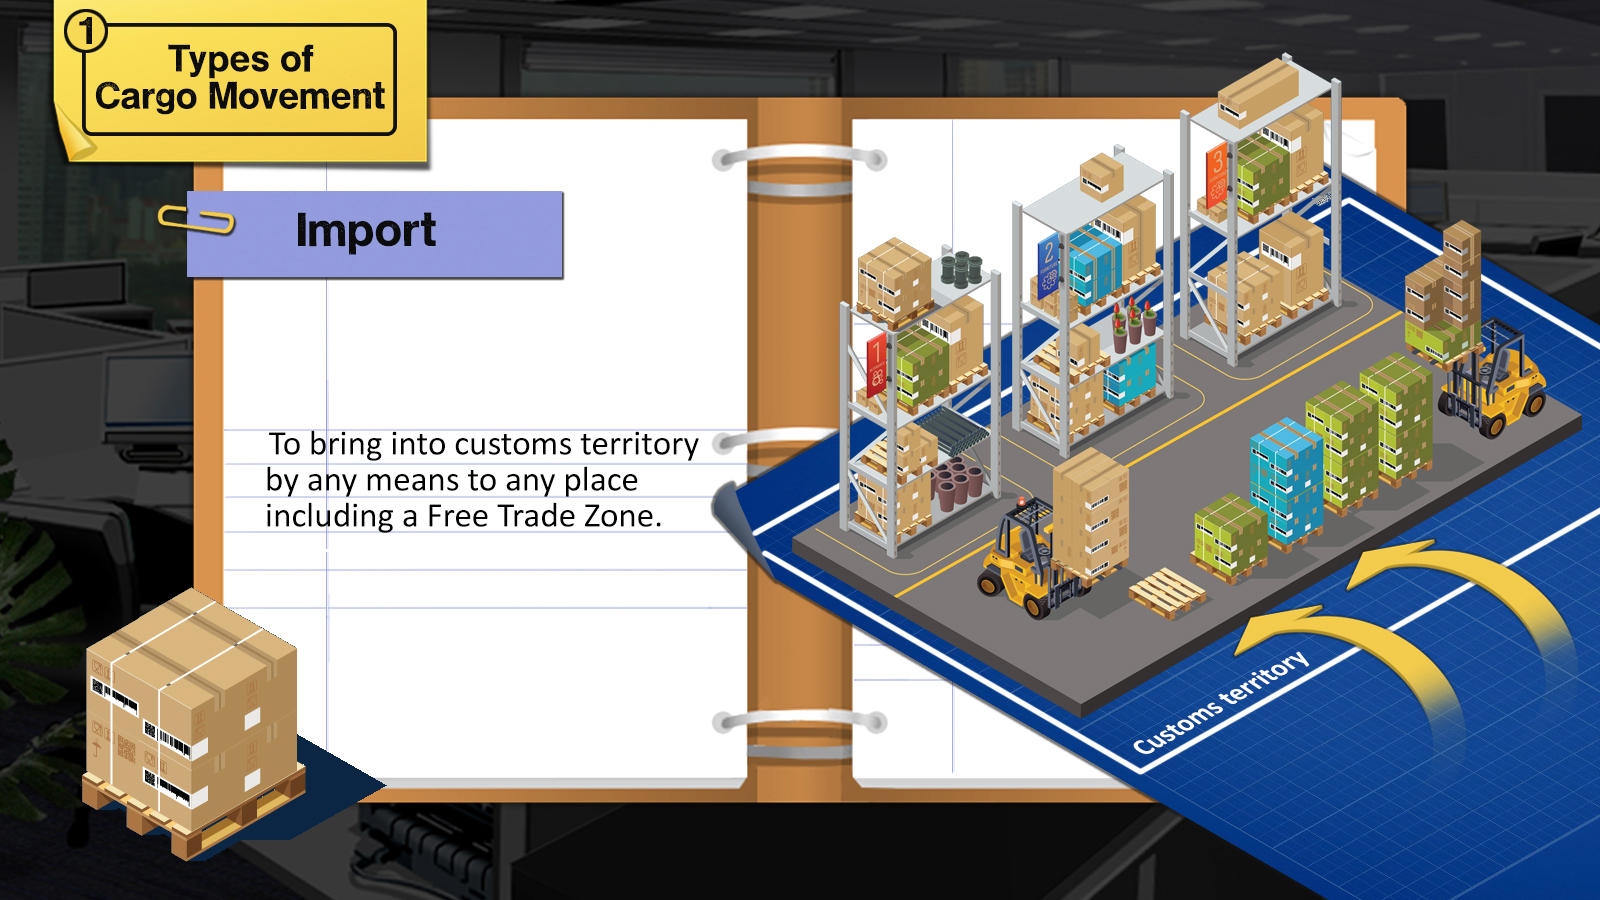 1
Types of
Cargo Movement
Import
To bring into customs territory
by any means to any place
including a Free Trade Zone.
1
2
3
Customs territory